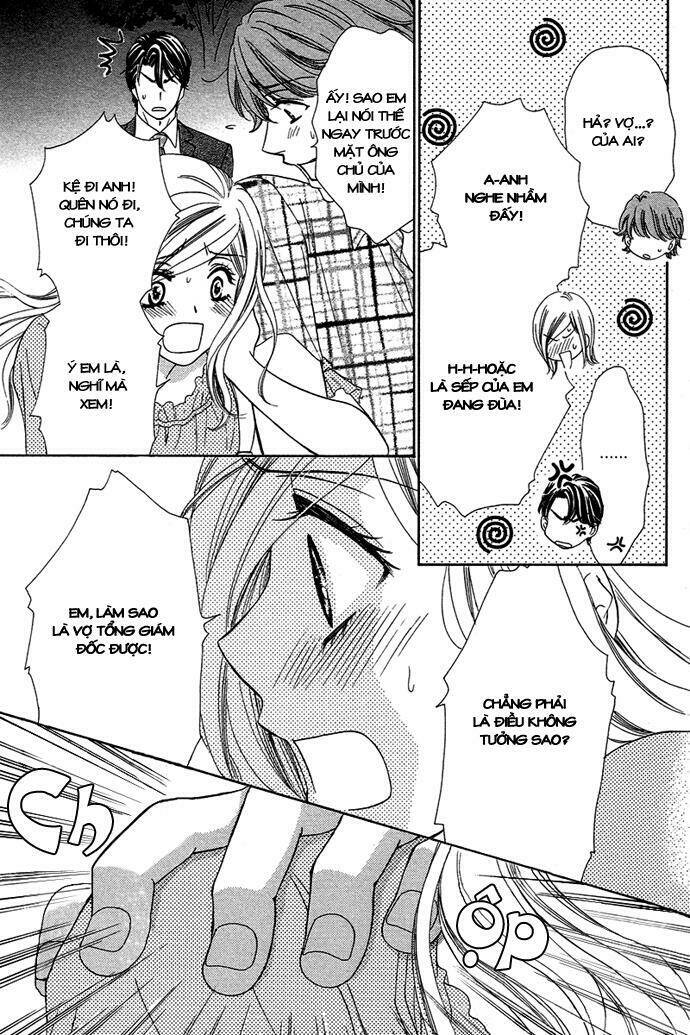 HẢ? VỢ...?
CỦA AI?
A-ANH
NGHE NHẦM
ĐẤY!
H-H-HOẶC
LÀ SẾP CỦA EM
ĐANG ĐÙA!
......
ẤY! SAO EM
LẠI NÓI THẾ
NGAY TRƯỚC
MẶT ÔNG
CHỦ CỦA
MÌNH!
KỆ ĐI ANH!
QUÊN NÓ ĐI,
CHÚNG TA
ĐI THÔI!
Ý EM LÀ,
NGHĨ MÀ
XEM!
EM, LÀM SAO
LÀ VỢ TỔNG GIÁM
ĐỐC ĐƯỢC!
CHẲNG PHẢI
LÀ ĐIỀU KHÔNG
TƯỞNG SAO?
Ch
ộp